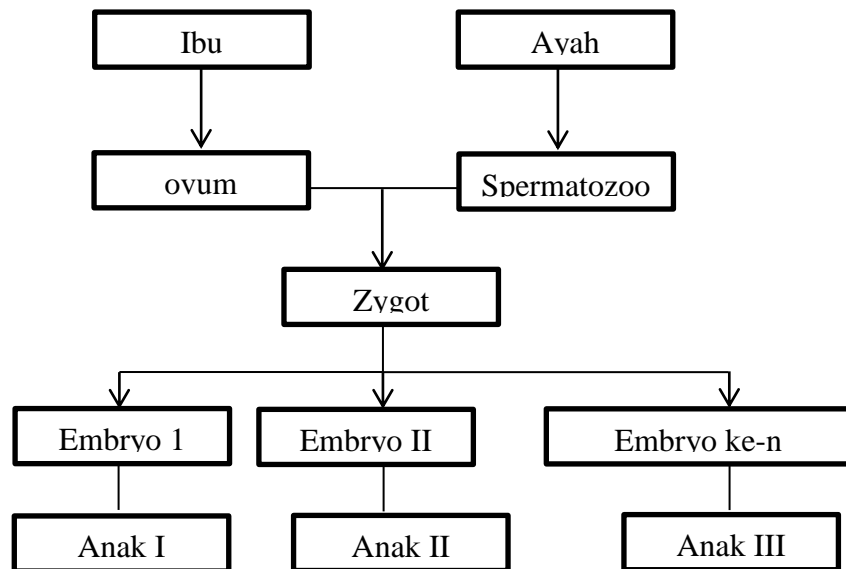 Ibu
Ayah
ovum
Spermatozoo
Zygot
Embryo 1
Embryo II
Embryo ke-n
Anak I
Anak II
Anak III